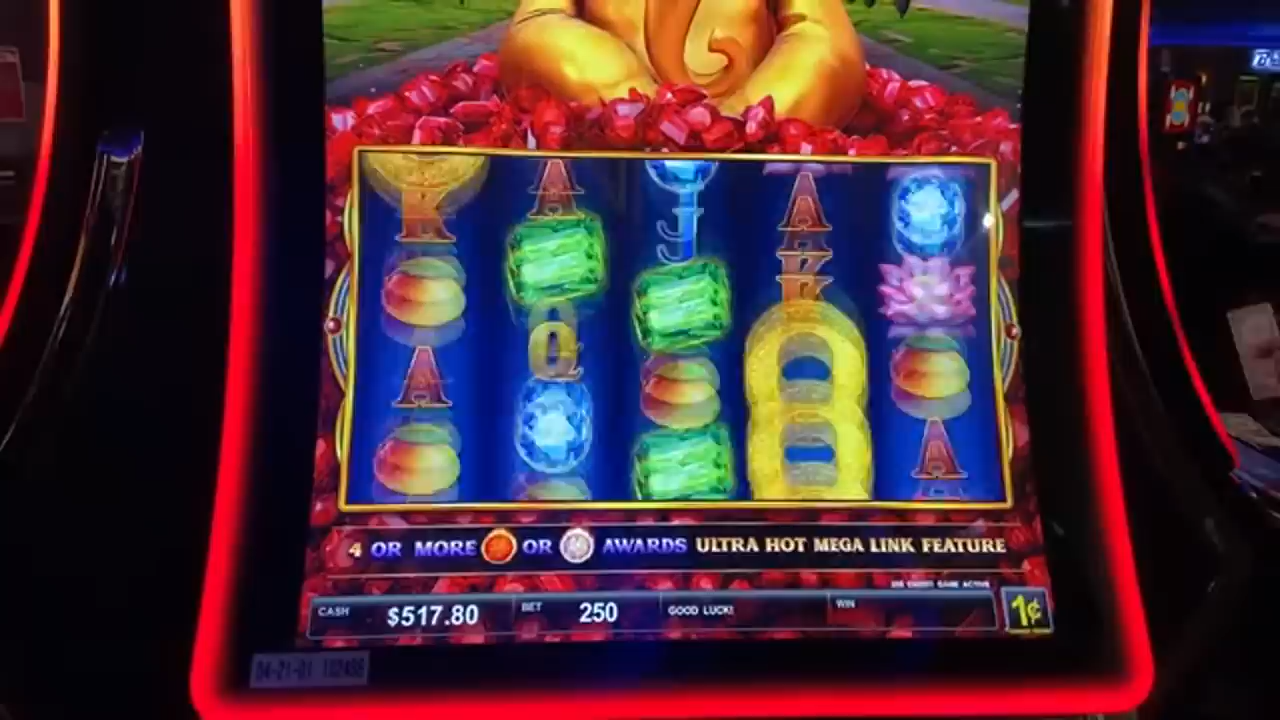 K A J A
K
A Q
A
4 OR MORE OR AWARDS ULTRA HOT MEGA LINK FEATURE
CASH $517.80 BET 250 GOOD LUCK! WIN 1¢